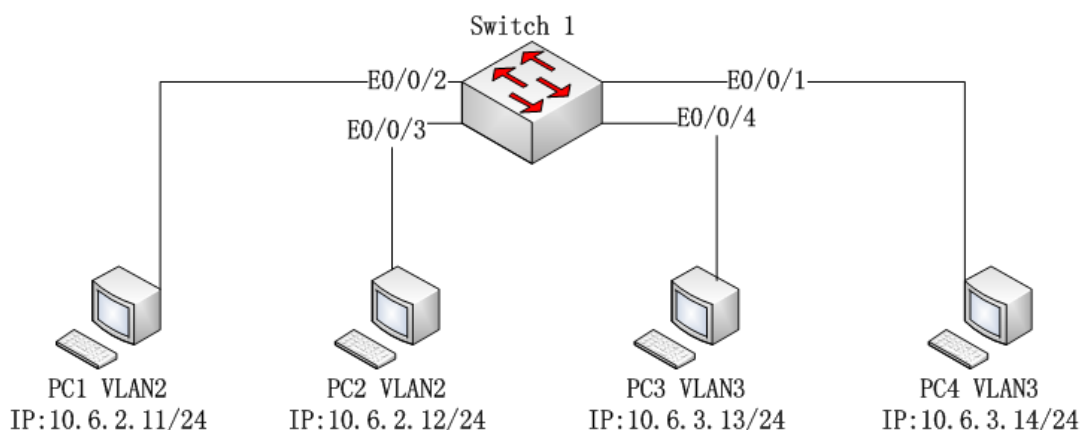 Switch 1
E0/0/2
E0/0/1
E0/0/3
E0/0/4
PC1 VLAN2
IP:10.6.2.11/24
PC2 VLAN2
IP:10.6.2.12/24
PC3 VLAN3
IP:10.6.3.13/24
PC4 VLAN3
IP:10.6.3.14/24